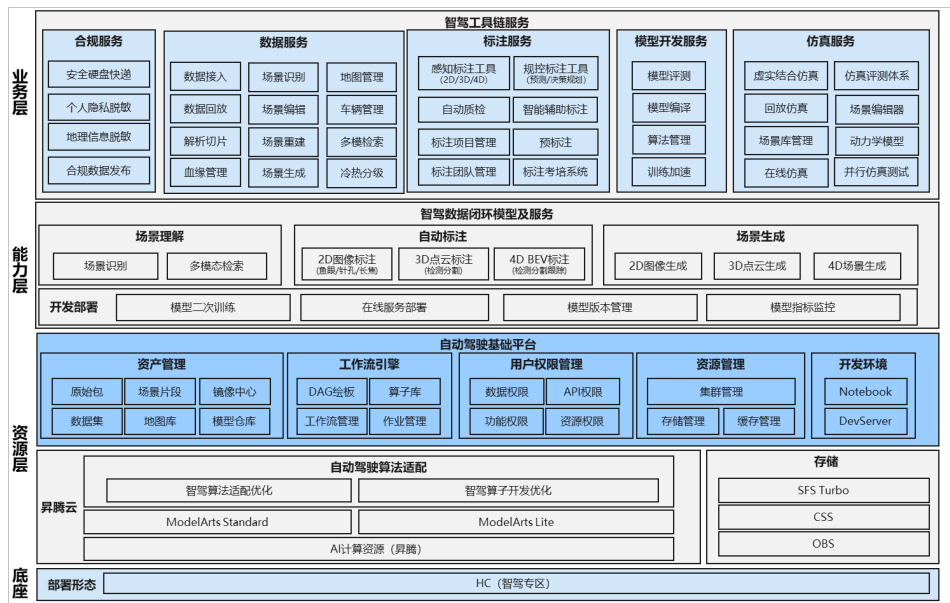 业务层
智驾工具链服务
合规服务
安全硬盘快递
个人隐私脱敏
地理信息脱敏
合规数据发布
数据服务
数据接入
场景识别
地图管理
数据回放
场景编辑
车辆管理
解析切片
场景重建
多模检索
血缘管理
场景生成
冷热分级
标注服务
感知标注工具
(2D/3D/4D)
规控标注工具
(预测/决策规划)
自动质检
智能辅助标注
标注项目管理
预标注
标注团队管理
标注考培系统
模型开发服务
模型评测
模型编译
算法管理
训练加速
仿真服务
虚实结合仿真
仿真评测体系
回放仿真
场景编辑器
场景库管理
动力学模型
在线仿真
并行仿真测试
能力层
智驾数据闭环模型及服务
场景理解
场景识别
多模态检索
自动标注
2D图像标注
(鱼眼/针孔/长焦)
3D点云标注
(检测分割)
4D BEV标注
(检测分割跟踪)
场景生成
2D图像生成
3D点云生成
4D场景生成
开发部署
模型二次训练
在线服务部署
模型版本管理
模型指标监控
资源层
自动驾驶基础平台
资产管理
原始包
场景片段
镜像中心
数据集
地图库
模型仓库
工作流引擎
DAG绘板
算子库
工作流管理
作业管理
用户权限管理
数据权限
API权限
功能权限
资源权限
资源管理
集群管理
存储管理
缓存管理
开发环境
Notebook
DevServer
昇腾云
自动驾驶算法适配
智驾算法适配优化
智驾算子开发优化
ModelArts Standard
ModelArts Lite
AI计算资源（昇腾）
存储
SFS Turbo
CSS
OBS
底座
部署形态
HC（智驾专区）